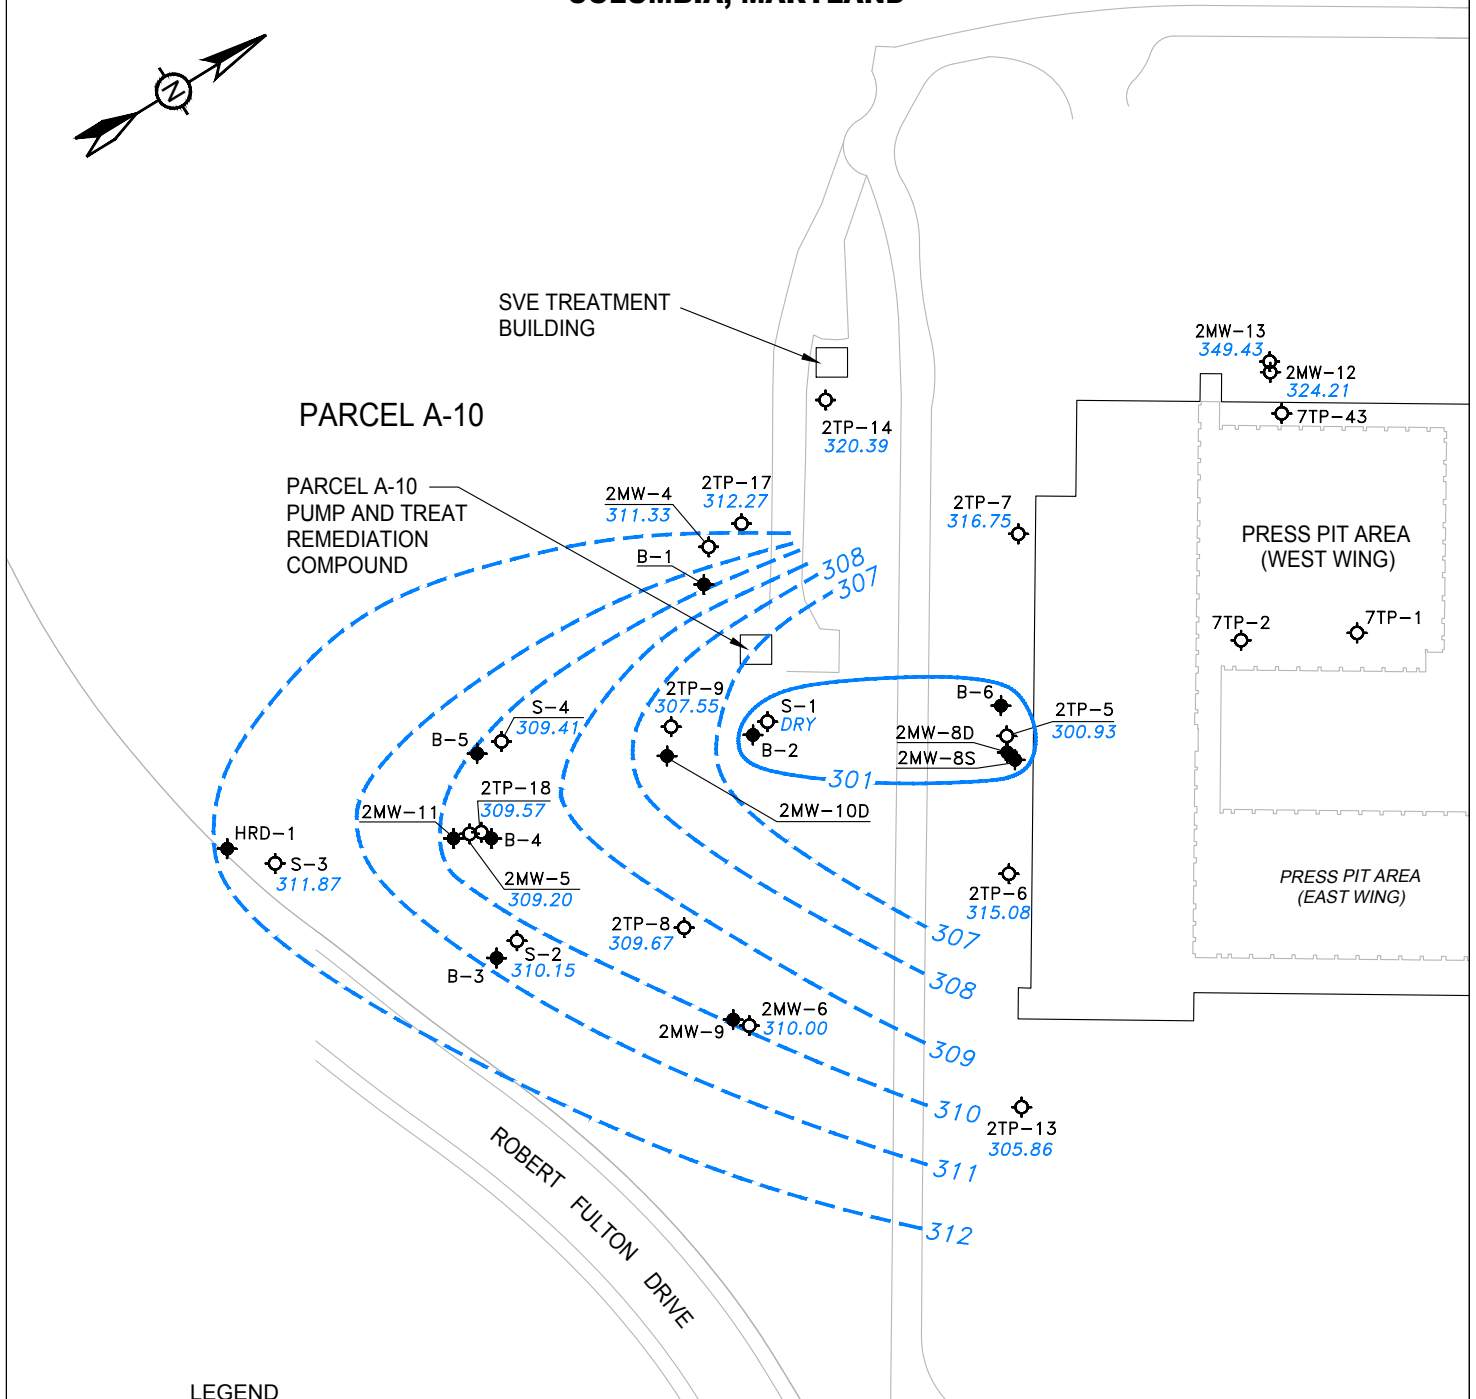 COLUMBIA, MARYLAND
N
SVE TREATMENT
BUILDING
2MW-13
349.43
2MW-12
324.21
7TP-43
PARCEL A-10
2TP-14
320.39
PARCEL A-10
PUMP AND TREAT
REMEDIATION
COMPOUND
2MW-4
311.33
2TP-17
312.27
2TP-7
316.75
PRESS PIT AREA
(WEST WING)
B-1
308
307
7TP-2
7TP-1
2TP-9
307.55
S-4
309.41
B-5
S-1
DRY
B-2
B-6
2TP-5
300.93
2MW-8D
2MW-8S
301
2MW-10D
2TP-18
309.57
2MW-11
B-4
HRD-1
S-3
311.87
2MW-5
309.20
2TP-6
315.08
PRESS PIT AREA
(EAST WING)
2TP-8
309.67
S-2
310.15
B-3
307
308
2MW-6
310.00
2MW-9
309
310
2TP-13
305.86
311
312
ROBERT FULTON DRIVE
LEGEND